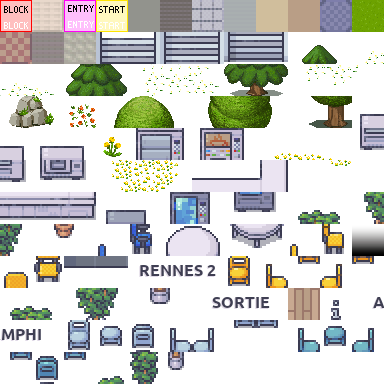 BLOCK ENTRY START
BLOCK ENTRY START
RENNES 2
SORTIE
A
MPHI